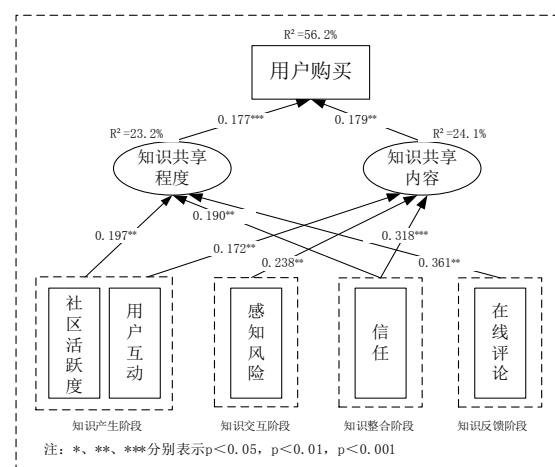 R²=56.2%
用户购买
0.177***
0.179**
R²=23.2%
R²=24.1%
知识共享
程度
知识共享
内容
0.190**
0.197**
0.318***
0.172**
0.238**
0.361**
社区活跃度
用户互动
感知风险
信任
在线评论
知识产生阶段
知识交互阶段
知识整合阶段
知识反馈阶段
注：*、**、***分别表示p＜0.05，p＜0.01，p＜0.001